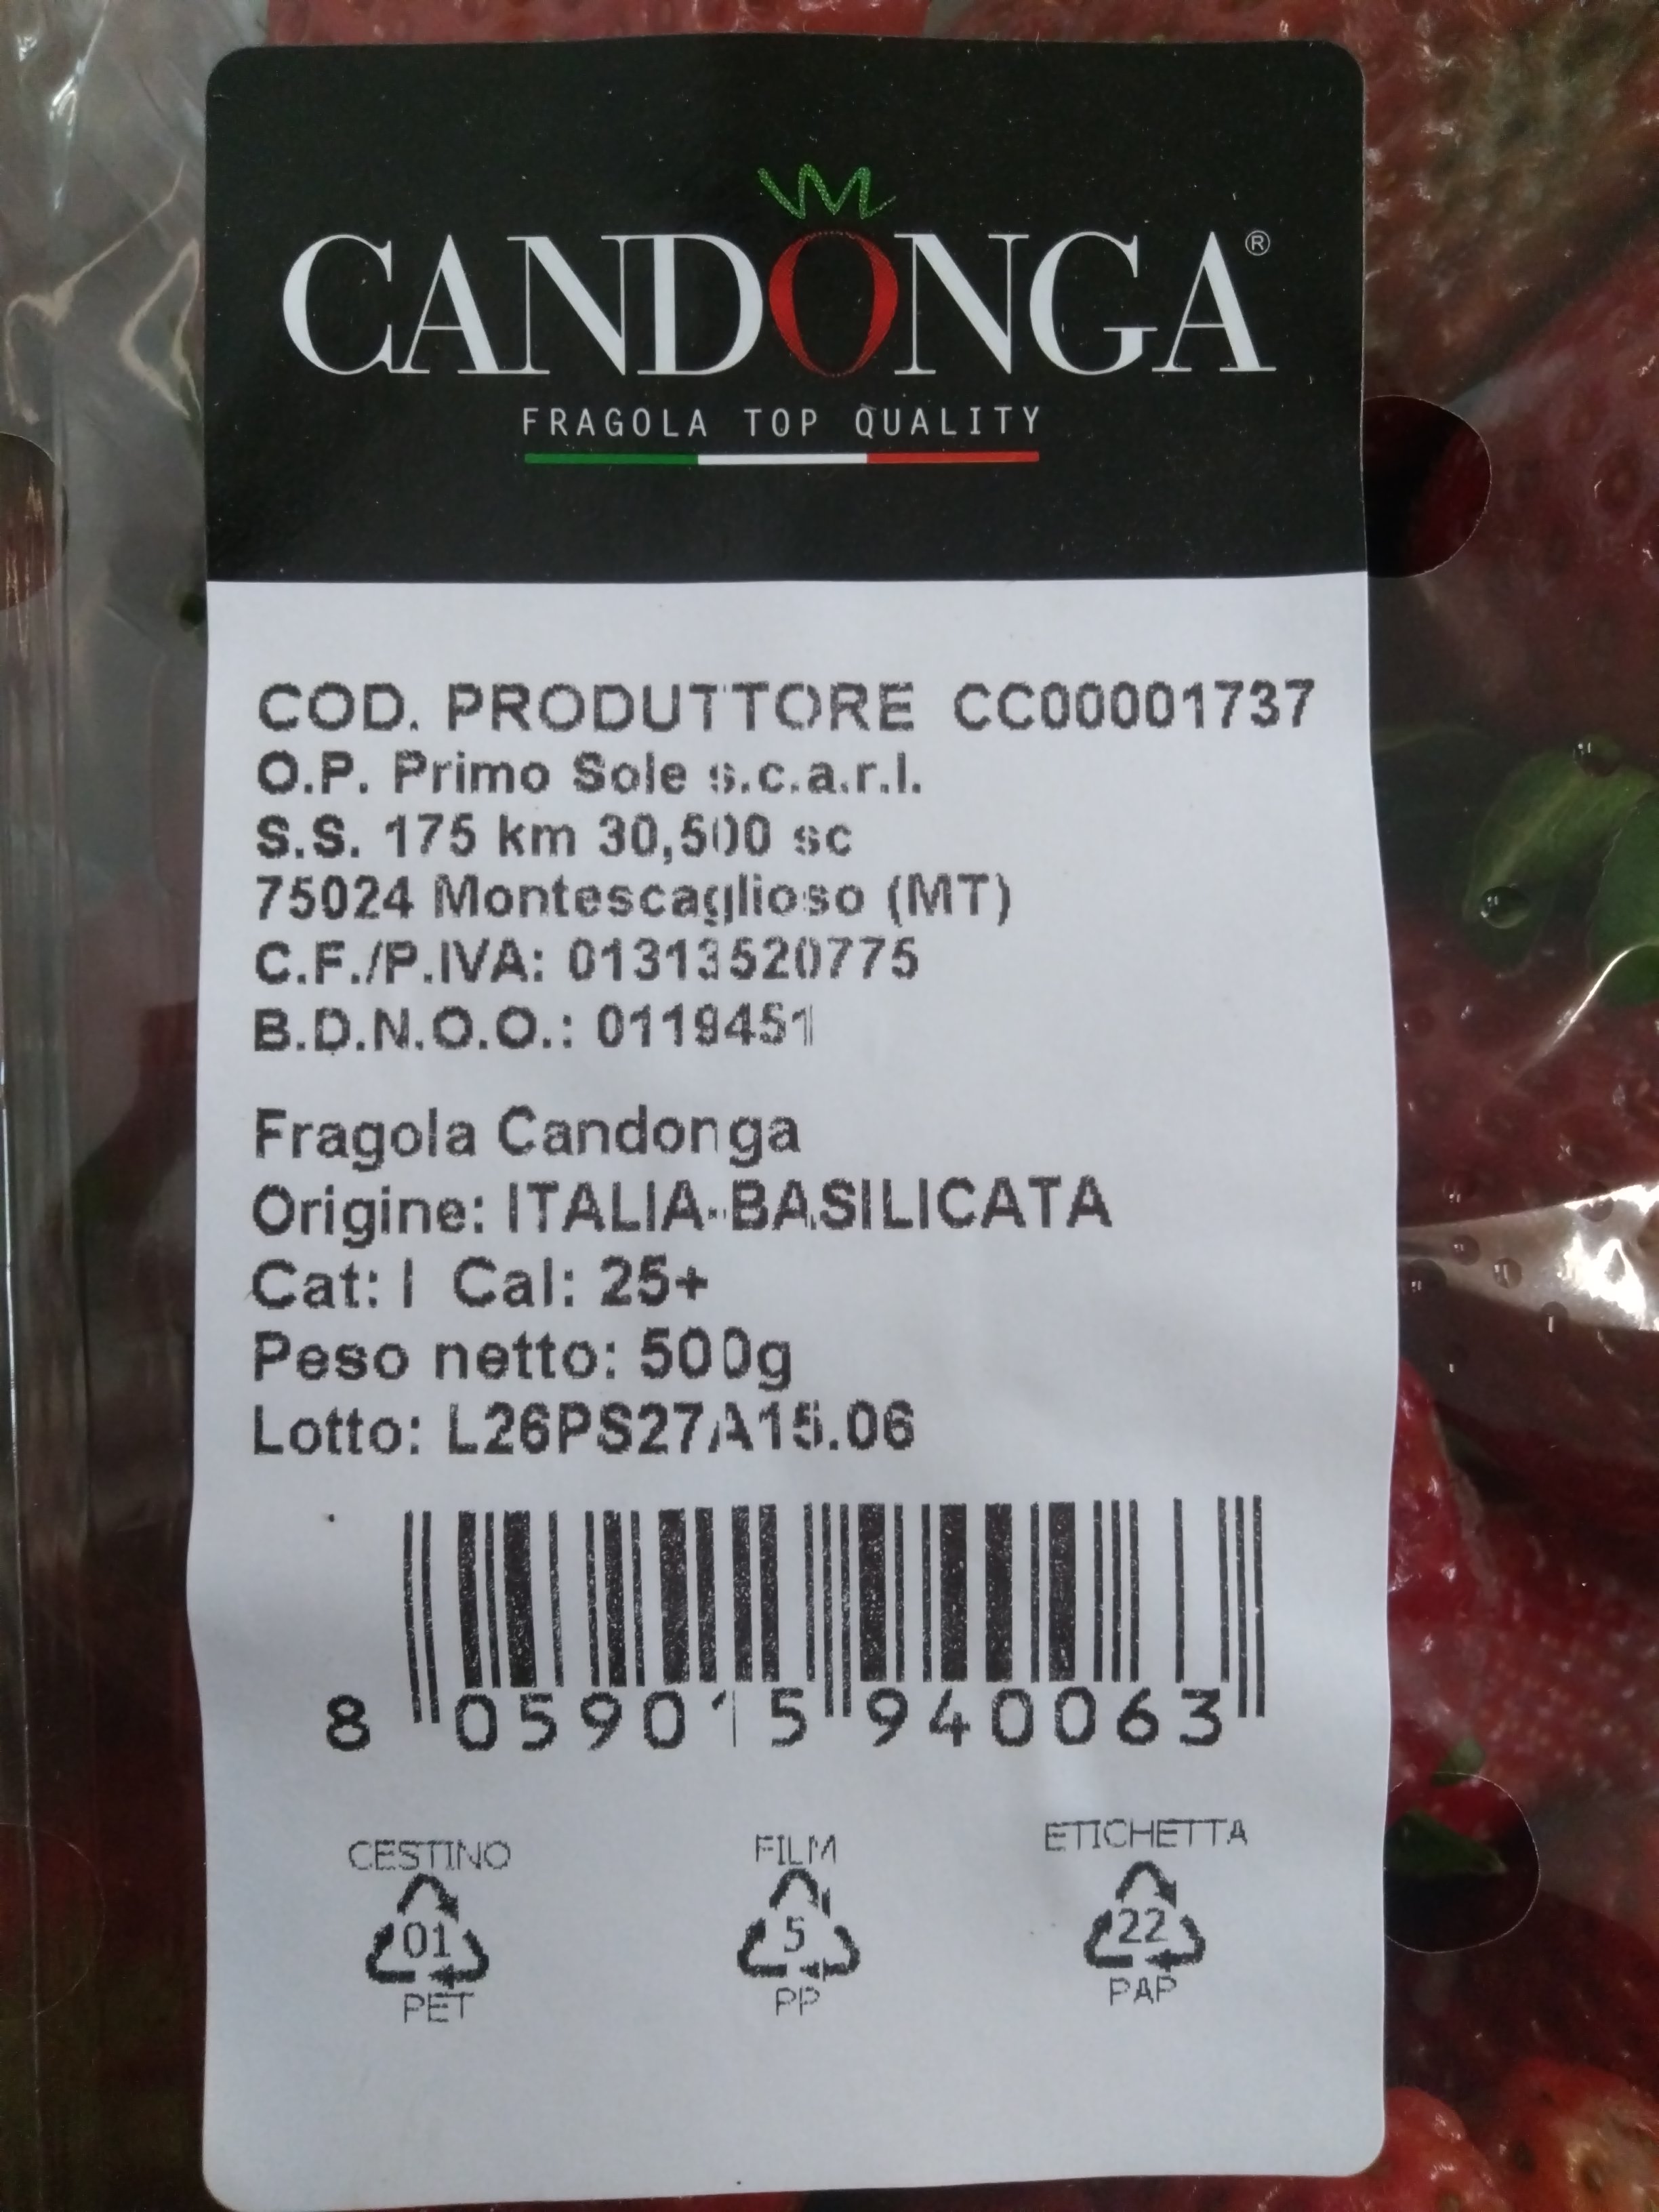 CANDONGA®
FRAGOLA TOP QUALITY
COD. PRODUTTORE CC00001737
O.P. Primo Sole s.c.a.r.l.
S.S. 175 km 30,500 sc
75024 Montescaglioso (MT)
C.F./P.IVA: 01313520775
B.D.N.O.O.: 0119451
Fragola Candonga
Origine: ITALIA-BASILICATA
Cat: I Cal: 25+
Peso netto: 500g
Lotto: L26PS27A15.06
8 059015 940063
CESTINO FILM ETICHETTA
01 5 22
PET PP PAP